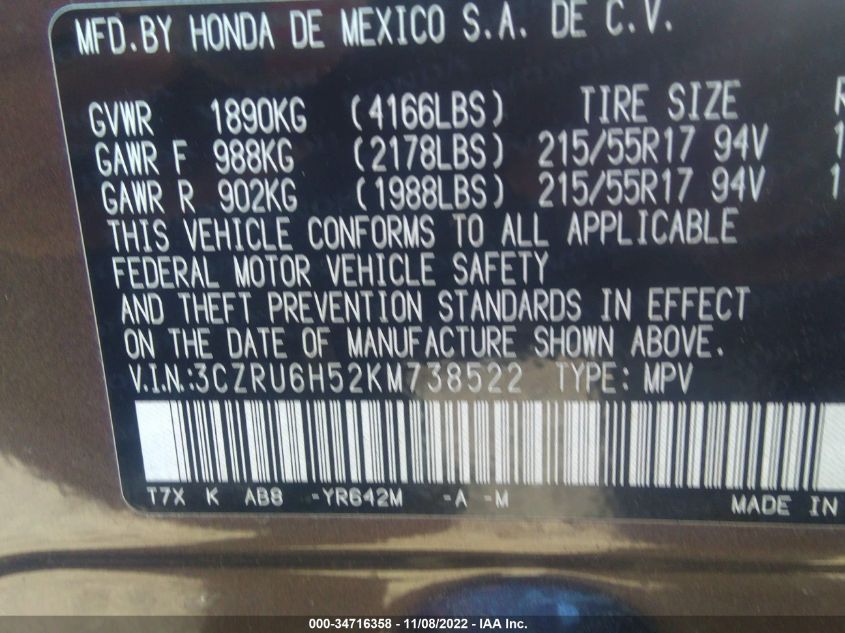 MFD.BY HONDA DE MEXICO S.A. DE C.V.
GVWR 1890KG (4166LBS) TIRE SIZE
GAWR F 988KG (2178LBS) 215/55R17 94V
GAWR R 902KG (1988LBS) 215/55R17 94V
THIS VEHICLE CONFORMS TO ALL APPLICABLE
FEDERAL MOTOR VEHICLE SAFETY
AND THEFT PREVENTION STANDARDS IN EFFECT
ON THE DATE OF MANUFACTURE SHOWN ABOVE.
V.I.N.:3CZRU6H52KM738522 TYPE: MPV
T7X K AB8 -YR642M -A -M MADE IN
000-34716358 - 11/08/2022 - IAA Inc.